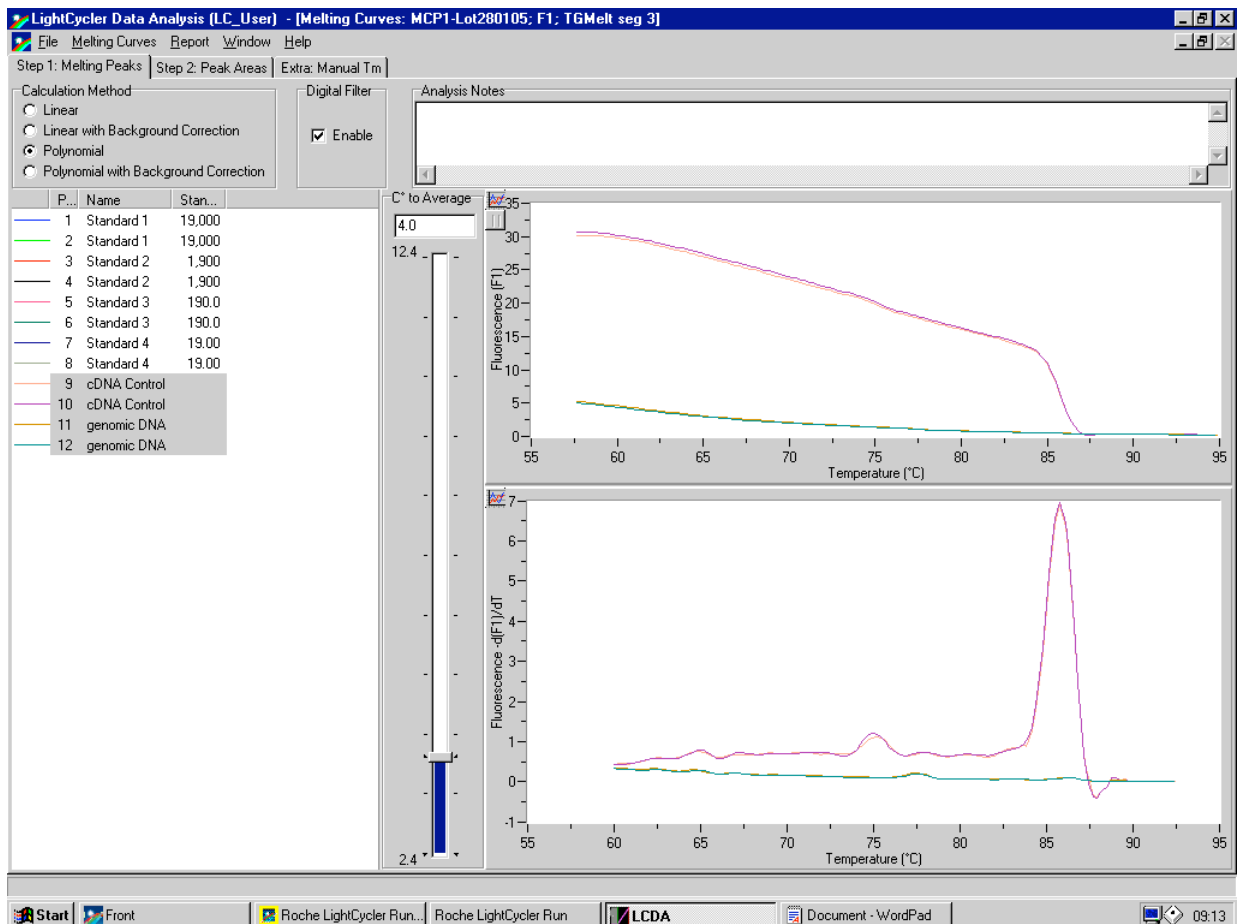 LightCycler Data Analysis (LC_User) - [Melting Curves: MCP1-Lot280105; F1; TGMelt seg 3]
File Melting Curves Report Window Help
Step 1: Melting Peaks Step 2: Peak Areas Extra: Manual Tm
Calculation Method
Linear
Linear with Background Correction
Polynomial
Polynomial with Background Correction
Digital Filter
Enable
Analysis Notes
P... Name Stan...
1 Standard 1 19,000
2 Standard 1 19,000
3 Standard 2 1,900
4 Standard 2 1,900
5 Standard 3 190.0
6 Standard 3 190.0
7 Standard 4 19.00
8 Standard 4 19.00
9 cDNA Control
10 cDNA Control
11 genomic DNA
12 genomic DNA
C° to Average
4.0
12.4
2.4
35
30
25
20
15
10
5
0
Fluorescence (F1)
55 60 65 70 75 80 85 90 95
Temperature (°C)
7
6
5
4
3
2
1
0
-1
Fluorescence -d(F1)/dT
55 60 65 70 75 80 85 90 95
Temperature (°C)
Start Front Roche LightCycler Run... Roche LightCycler Run LCDA Document - WordPad 09:13